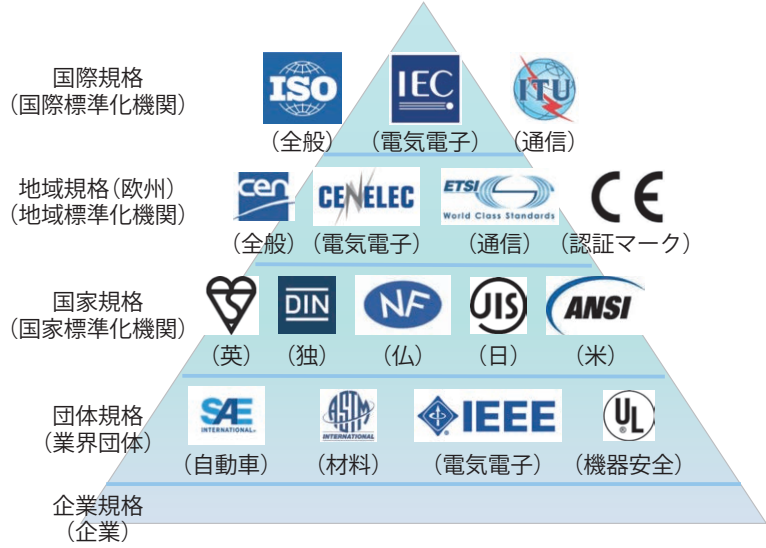 国際規格
（国際標準化機関）
ISO
IEC
ITU
（全般）
（電気電子）
（通信）
地域規格（欧州）
（地域標準化機関）
cen
CENELEC
ETSI
World Class Standards
CE
（全般）
（電気電子）
（通信）
（認証マーク）
国家規格
（国家標準化機関）
DIN
NF
JIS
ANSI
（英）
（独）
（仏）
（日）
（米）
団体規格
（業界団体）
SAE
INTERNATIONAL®
ASTM
INTERNATIONAL
IEEE
UL
®
（自動車）
（材料）
（電気電子）
（機器安全）
企業規格
（企業）